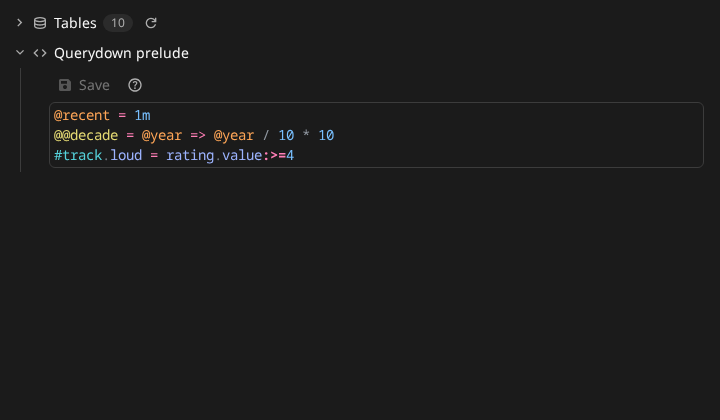 Tables 10
Querydown prelude
Save
@recent = 1m
@@decade = @year => @year / 10 * 10
#track.loud = rating.value:>=4